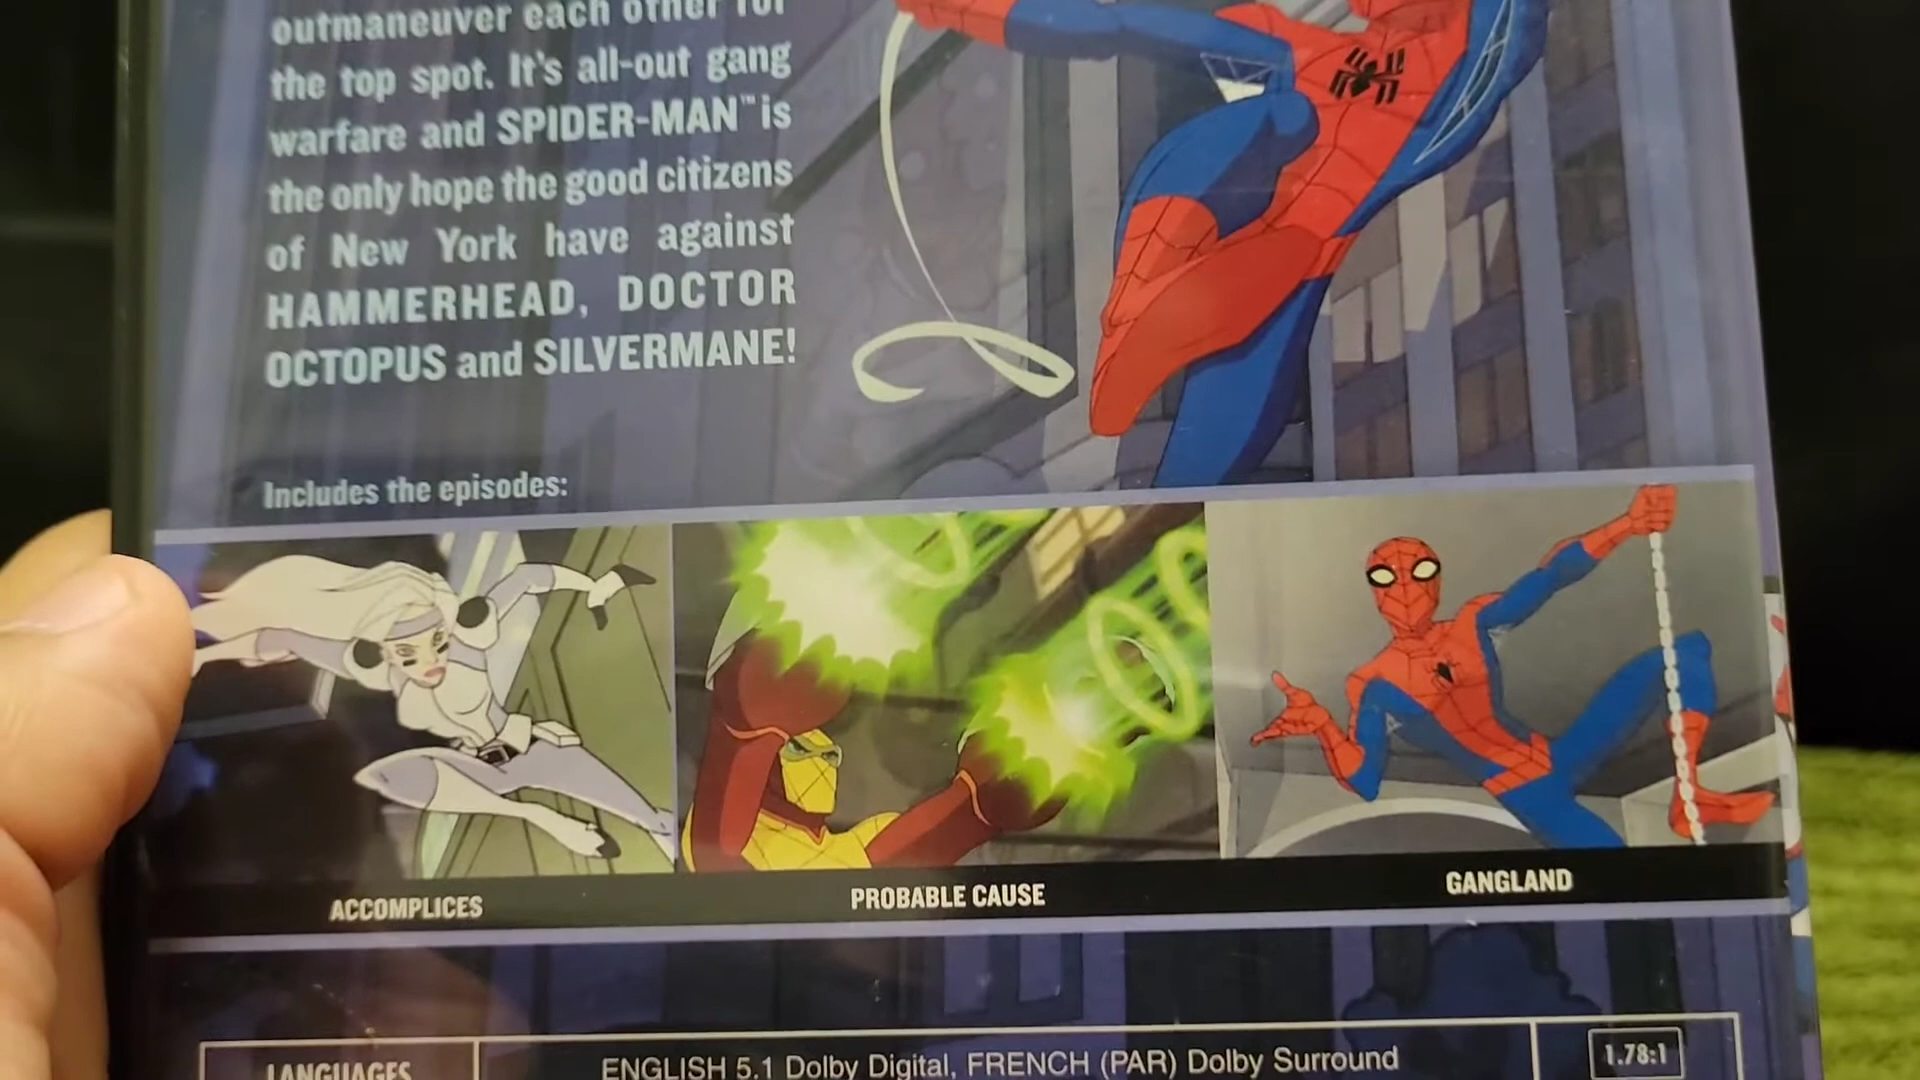 outmaneuver each other for
the top spot. It's all-out gang
warfare and SPIDER-MAN™ is
the only hope the good citizens
of New York have against
HAMMERHEAD, DOCTOR
OCTOPUS and SILVERMANE!
Includes the episodes:
ACCOMPLICES
PROBABLE CAUSE
GANGLAND
LANGUAGES
ENGLISH 5.1 Dolby Digital, FRENCH (PAR) Dolby Surround
1.78:1